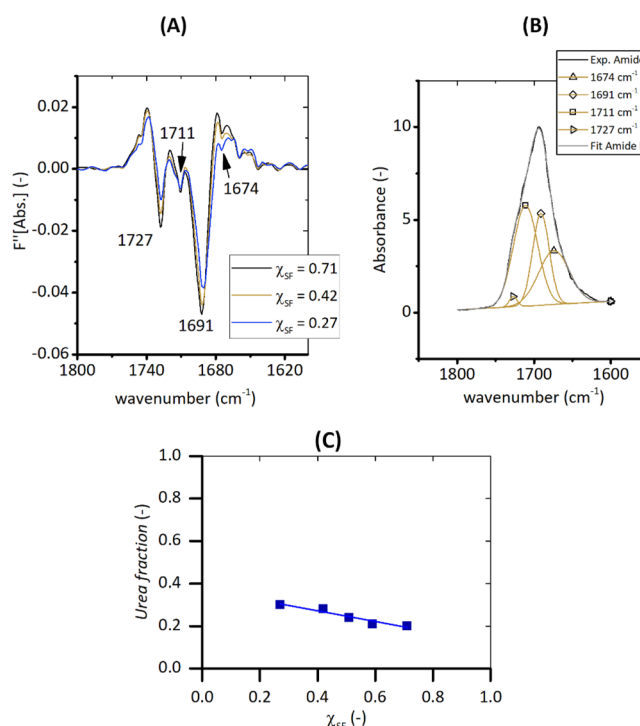 (A)
(B)
0.02
0.00
-0.02
-0.04
-0.06
F''[Abs.] (-)
1711
1674
1727
1691
χSF = 0.71
χSF = 0.42
χSF = 0.27
1800
1740
1680
1620
wavenumber (cm⁻¹)
Exp. Amide
1674 cm⁻¹
1691 cm⁻¹
1711 cm⁻¹
1727 cm⁻¹
Fit Amide
10
5
0
Absorbance (-)
1800
1700
1600
wavenumber (cm⁻¹)
(C)
1.0
0.8
0.6
0.4
0.2
0.0
Urea fraction (-)
0.0
0.2
0.4
0.6
0.8
1.0
χSF (-)